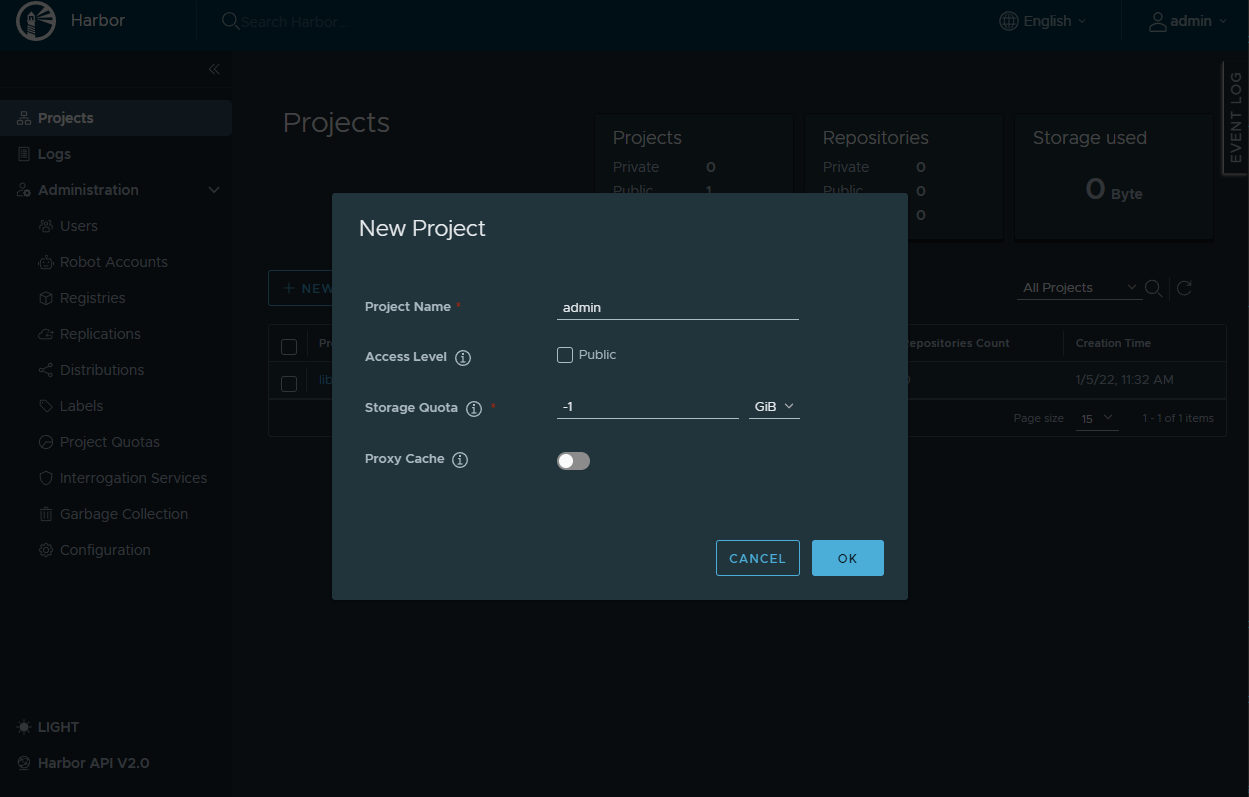 Harbor
Search Harbor...
English
admin
EVENT LOG
Projects
Logs
Administration
Users
Robot Accounts
Registries
Replications
Distributions
Labels
Project Quotas
Interrogation Services
Garbage Collection
Configuration
LIGHT
Harbor API V2.0
Projects
Projects
Private 0
Public 1
Repositories
Private 0
Public 0
0
Storage used
0 Byte
+ NEW
All Projects
Repositories Count
Creation Time
lib
0
1/5/22, 11:32 AM
Page size 15 1 - 1 of 1 items
New Project
Project Name *
admin
Access Level
Public
Storage Quota *
-1 GiB
Proxy Cache
CANCEL
OK